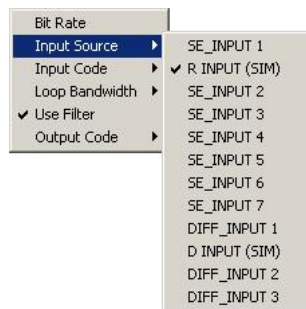 Bit Rate
Input Source
Input Code
Loop Bandwidth
Use Filter
Output Code
SE_INPUT 1
R INPUT (SIM)
SE_INPUT 2
SE_INPUT 3
SE_INPUT 4
SE_INPUT 5
SE_INPUT 6
SE_INPUT 7
DIFF_INPUT 1
D INPUT (SIM)
DIFF_INPUT 2
DIFF_INPUT 3